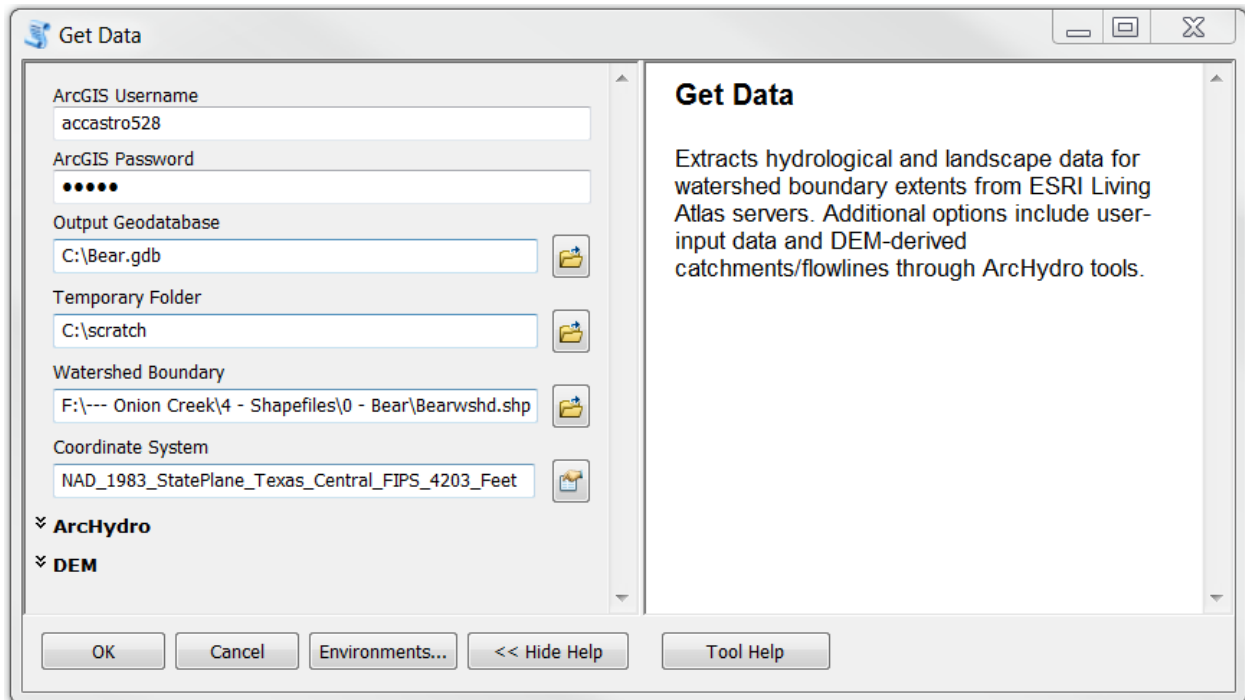 Get Data
ArcGIS Username
accastro528
ArcGIS Password
•••••
Output Geodatabase
C:\Bear.gdb
Temporary Folder
C:\scratch
Watershed Boundary
F:\--- Onion Creek\4 - Shapefiles\0 - Bear\Bearwshd.shp
Coordinate System
NAD_1983_StatePlane_Texas_Central_FIPS_4203_Feet
ArcHydro
DEM
Get Data
Extracts hydrological and landscape data for
watershed boundary extents from ESRI Living
Atlas servers. Additional options include user-
input data and DEM-derived
catchments/flowlines through ArcHydro tools.
OK
Cancel
Environments...
<< Hide Help
Tool Help